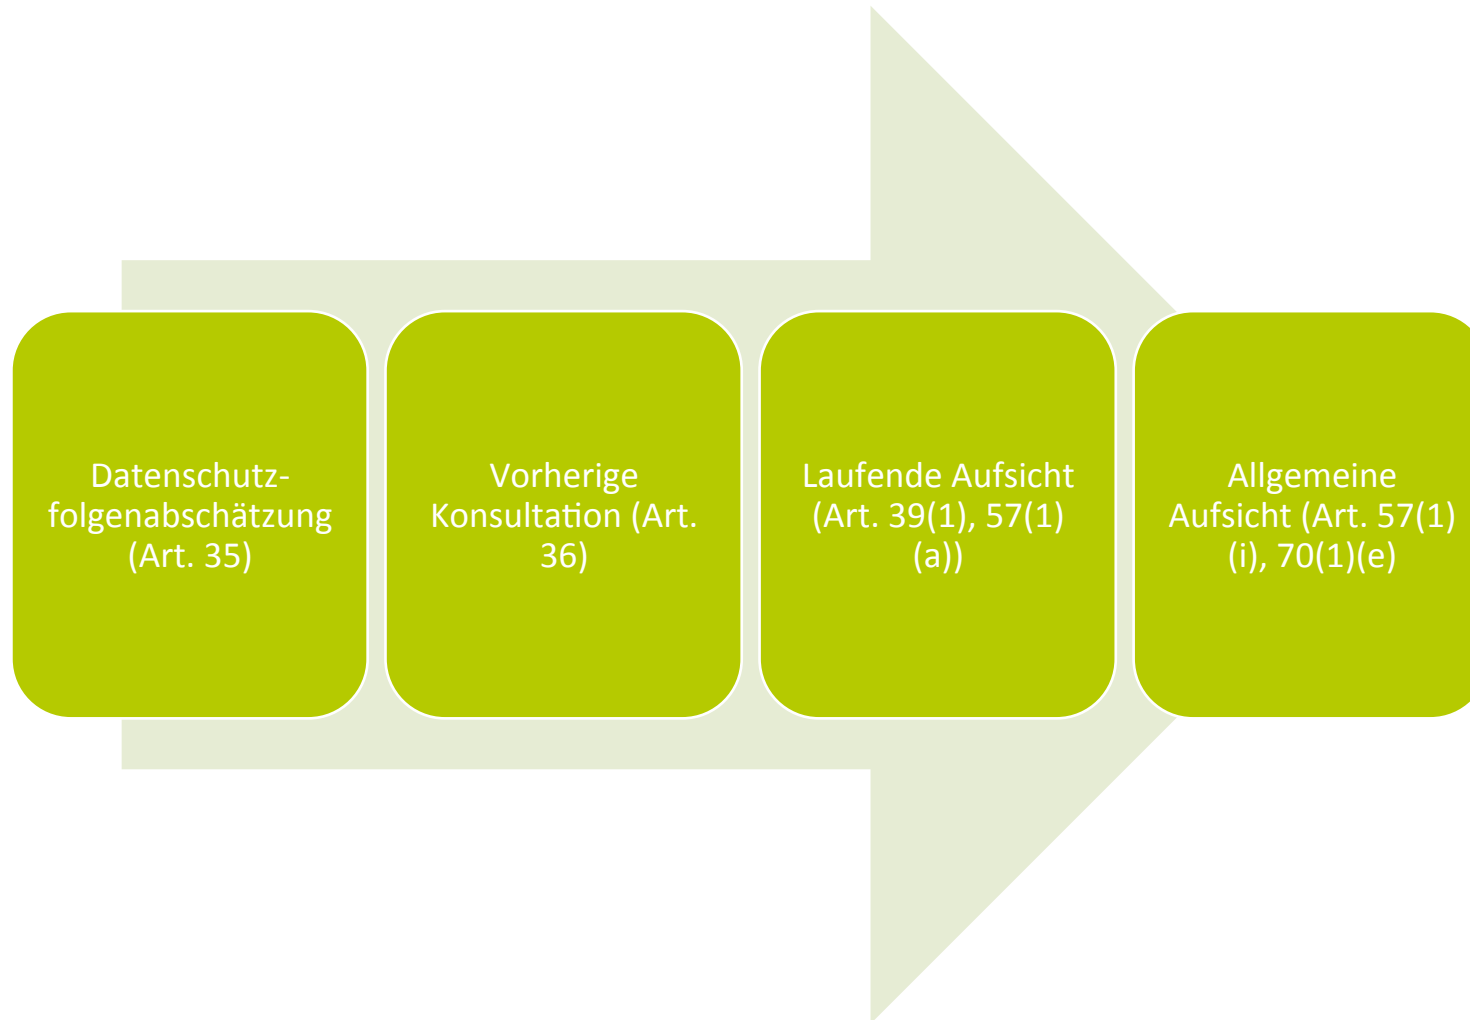 Datenschutz-
folgenabschätzung
(Art. 35)
Vorherige
Konsultation (Art.
36)
Laufende Aufsicht
(Art. 39(1), 57(1)
(a))
Allgemeine
Aufsicht (Art. 57(1)
(i), 70(1)(e)